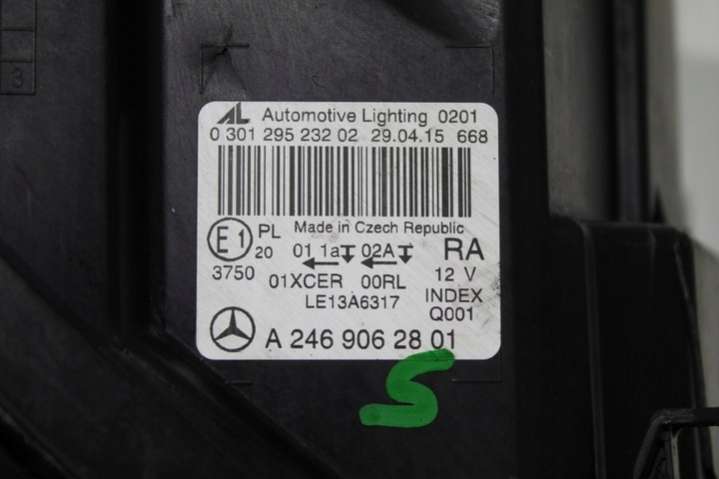 3
AL Automotive Lighting 0201
0 301 295 232 02 29.04.15 668
Made in Czech Republic
E1 PL 01 1a 02A RA
20
3750 12 V
01XCER 00RL INDEX
LE13A6317 Q001
A 246 906 28 01
S